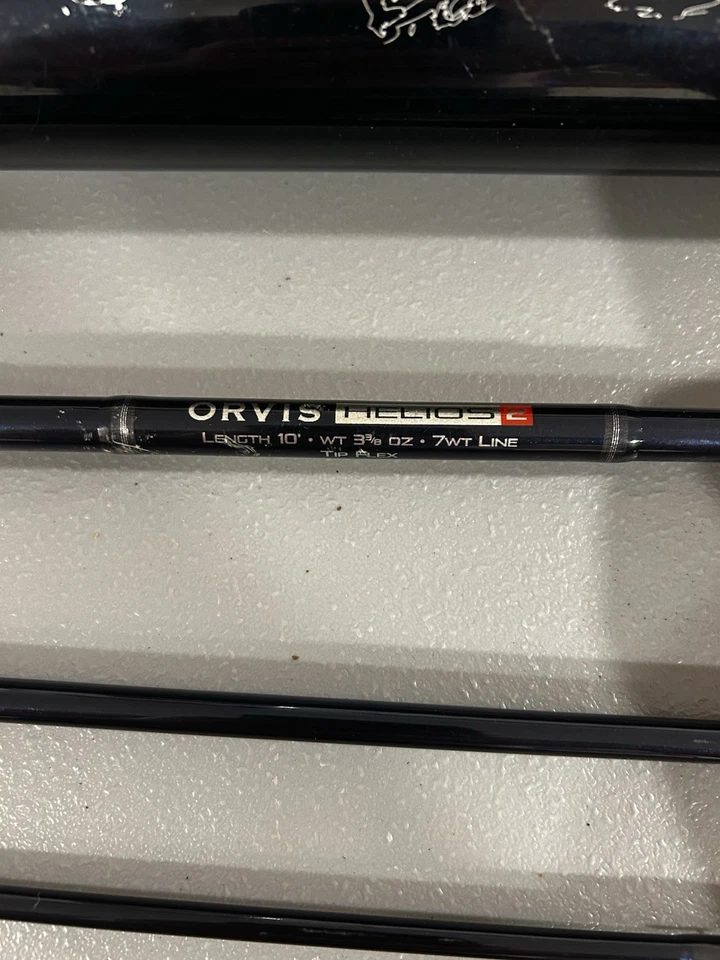 ORVIS HELIOS 2
LENGTH 10' • WT 3⅜ OZ • 7WT LINE
TIP FLEX